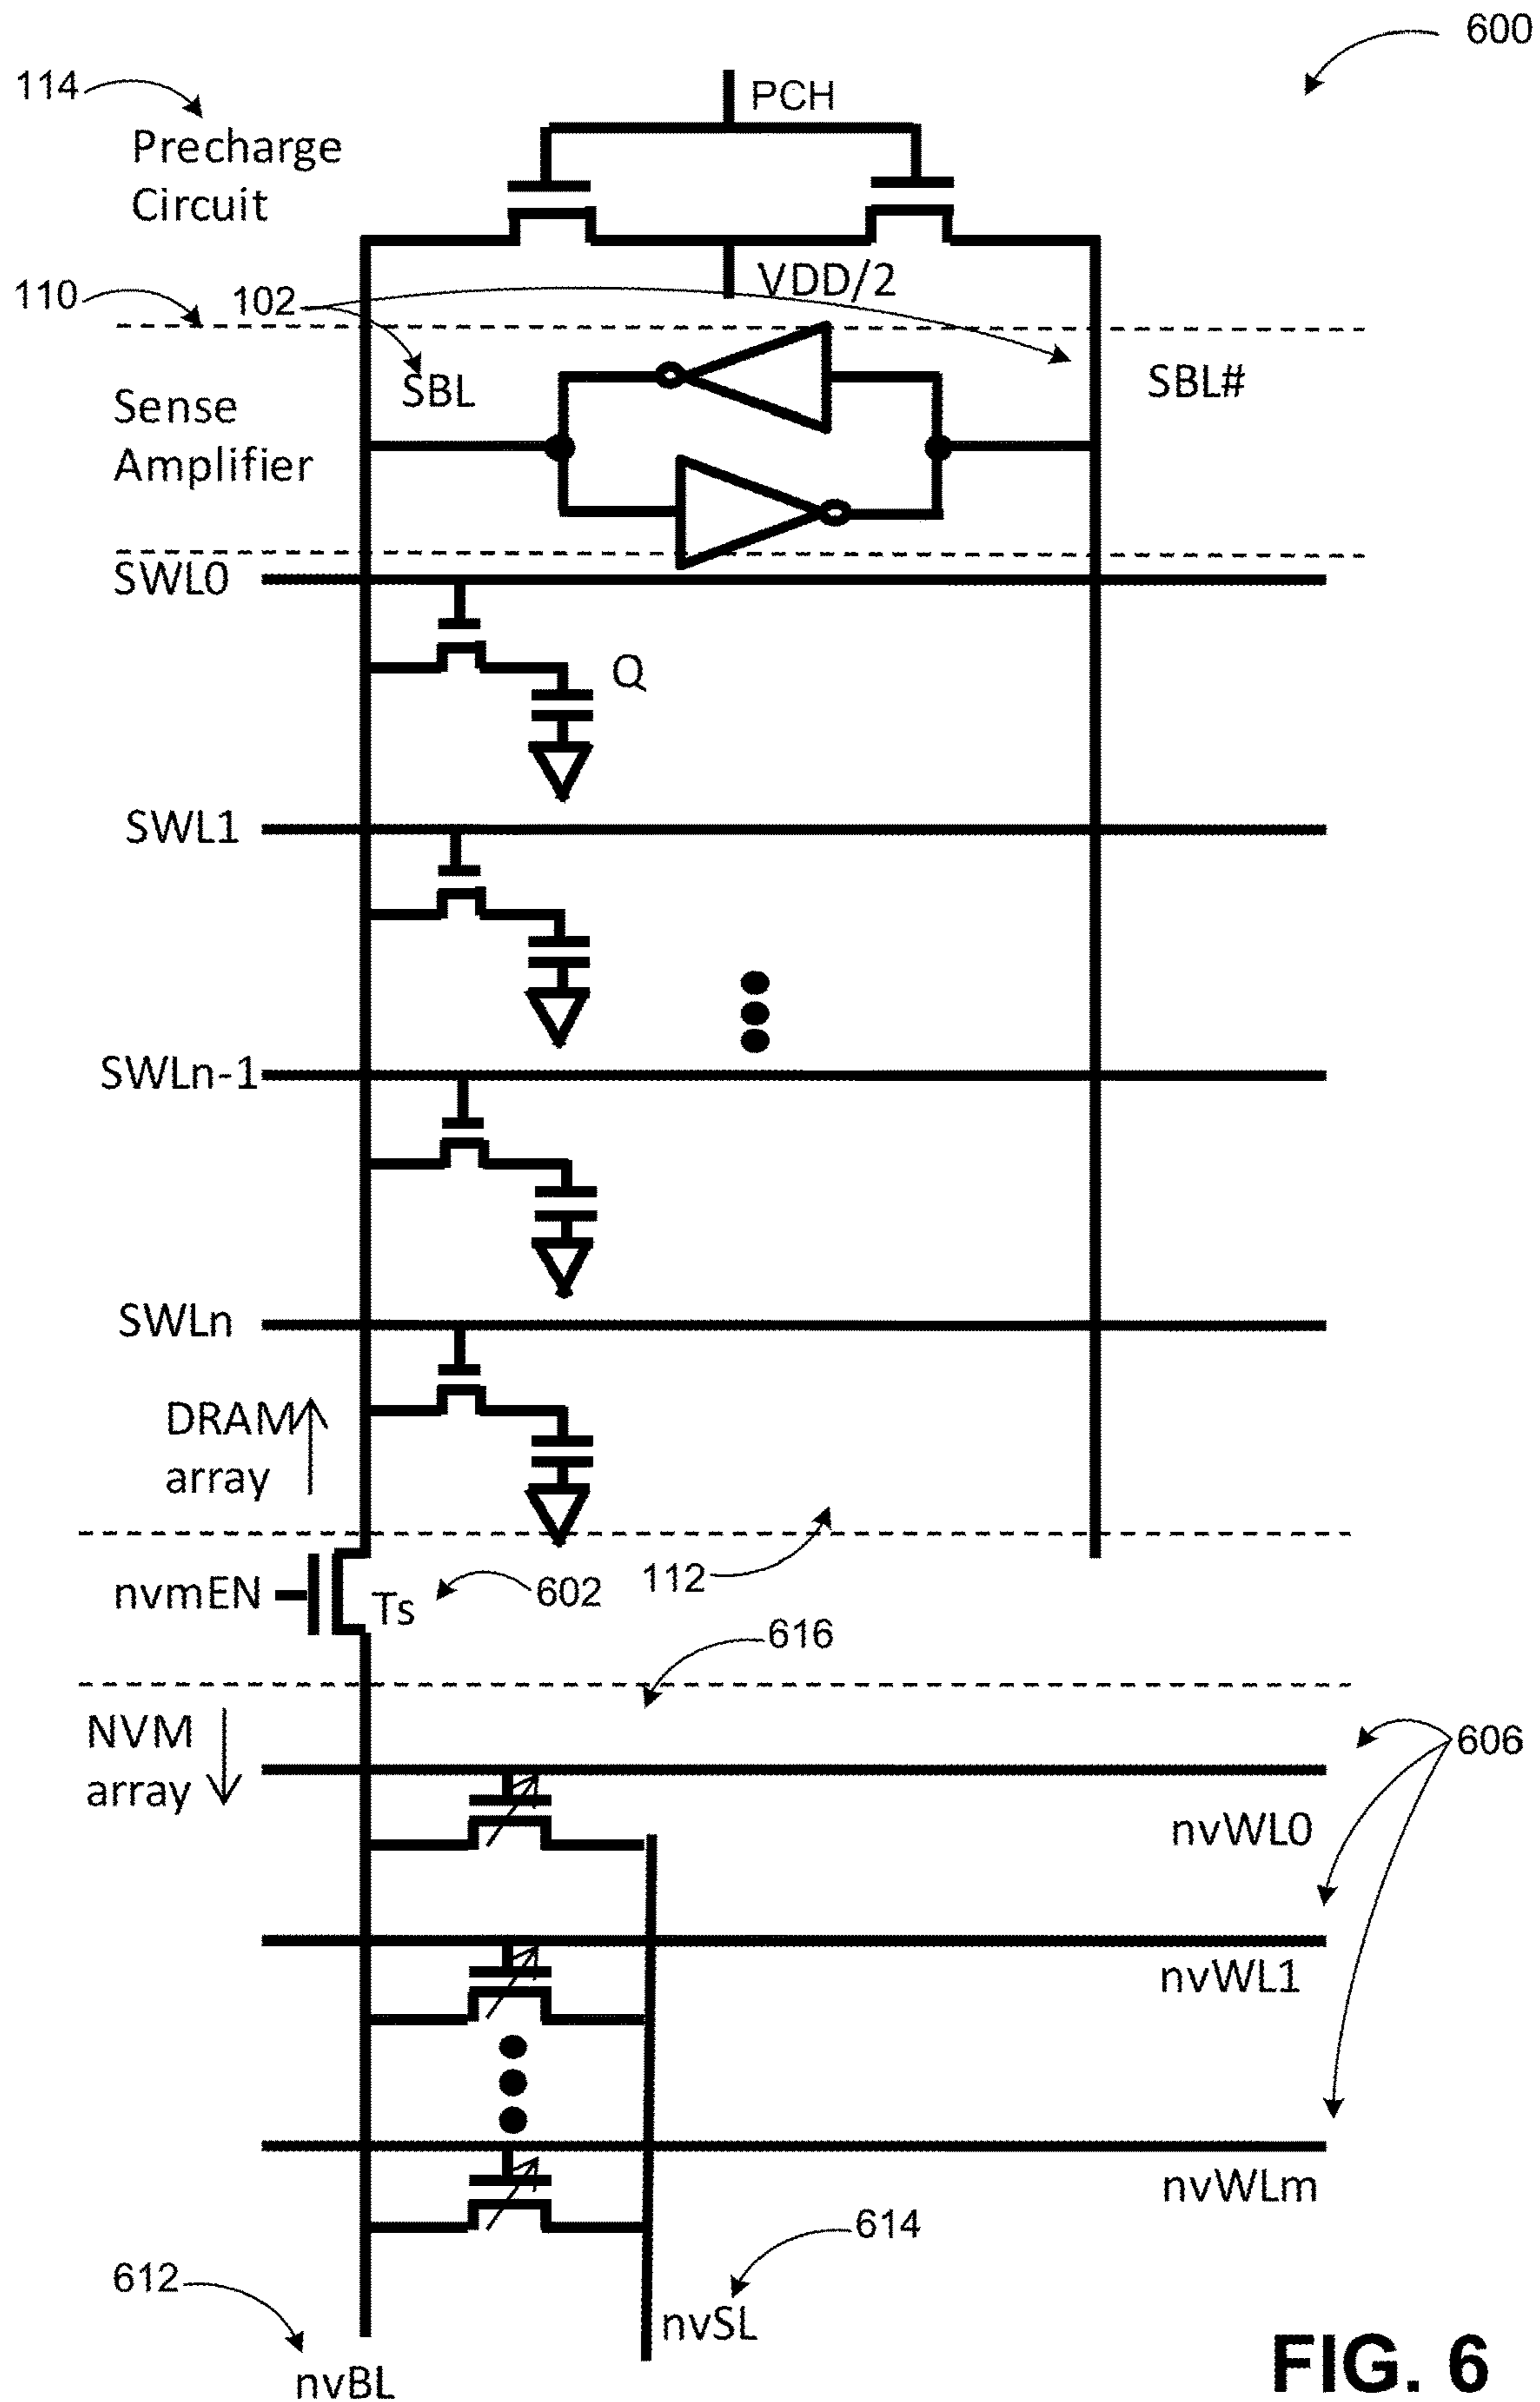 600
114
PCH
Precharge
Circuit
VDD/2
110
102
SBL
SBL#
Sense
Amplifier
SWL0
Q
SWL1
SWLn-1
SWLn
DRAM
array
112
nvmEN
Ts
602
616
NVM
array
606
nvWL0
nvWL1
nvWLm
614
612
nvSL
nvBL
FIG. 6